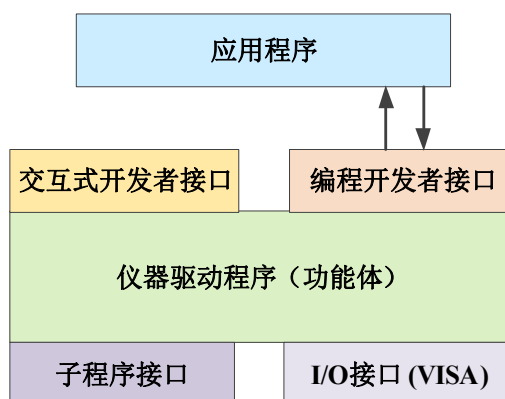 应用程序
交互式开发者接口
编程开发者接口
仪器驱动程序（功能体）
子程序接口
I/O接口 (VISA)